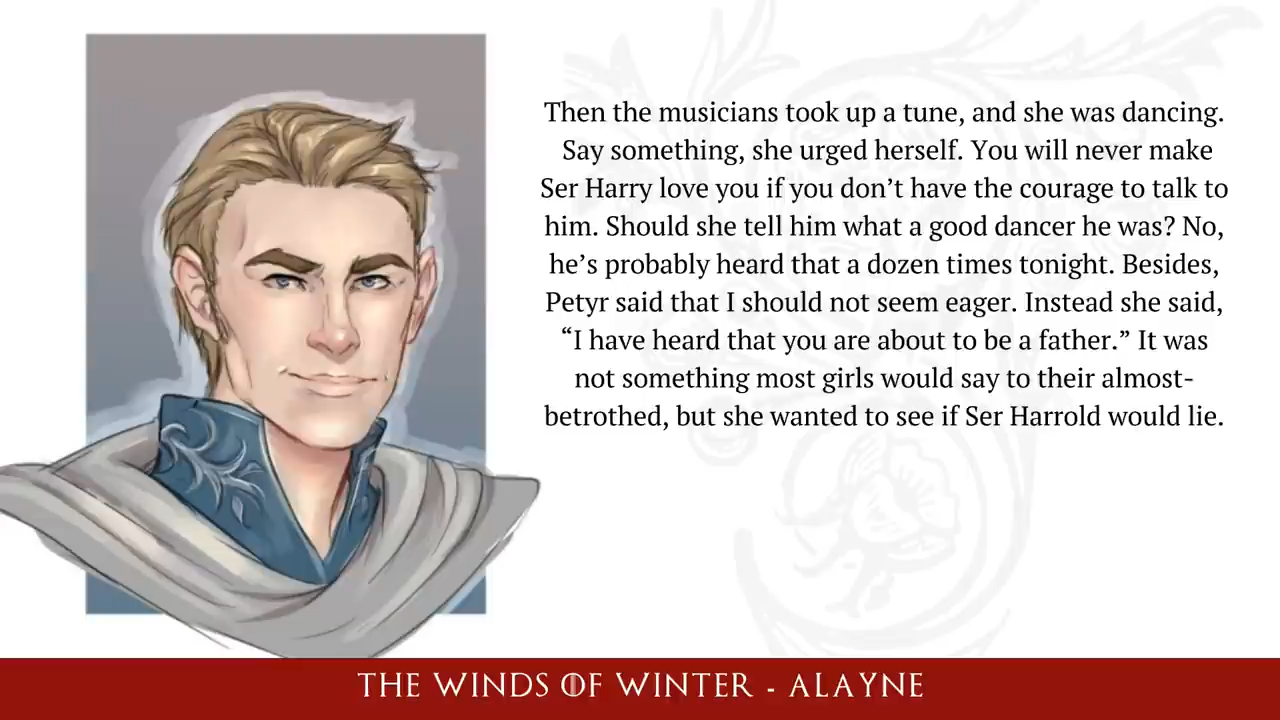 Then the musicians took up a tune, and she was dancing.
Say something, she urged herself. You will never make
Ser Harry love you if you don’t have the courage to talk to
him. Should she tell him what a good dancer he was? No,
he’s probably heard that a dozen times tonight. Besides,
Petyr said that I should not seem eager. Instead she said,
“I have heard that you are about to be a father.” It was
not something most girls would say to their almost-
betrothed, but she wanted to see if Ser Harrold would lie.
THE WINDS OF WINTER - ALAYNE